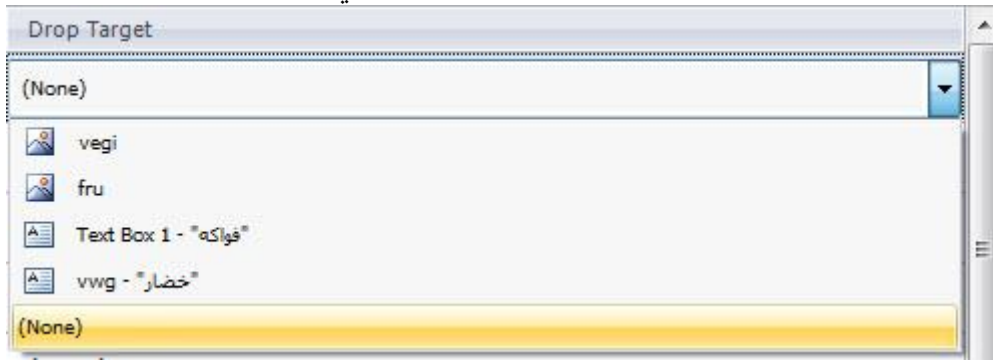 Drop Target
(None)
vegi
fru
Text Box 1 - "فواكه"
vwg - "خضار"
(None)